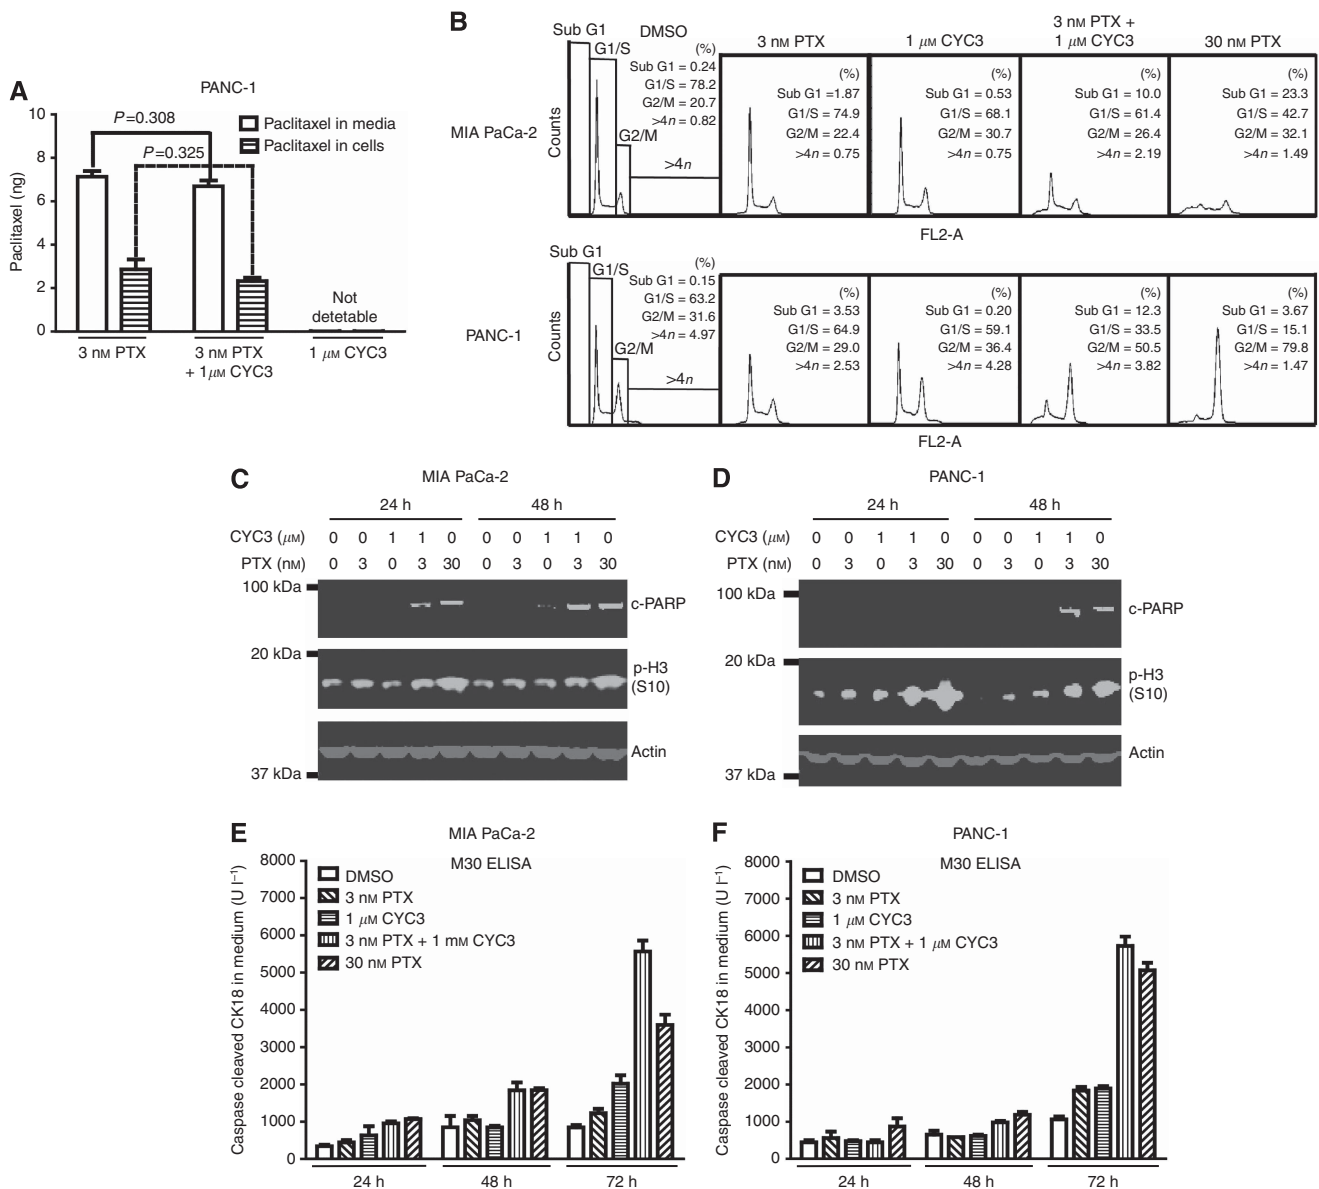 A
PANC-1
P=0.308
P=0.325
Paclitaxel in media
Paclitaxel in cells
Paclitaxel (ng)
10
8
6
4
2
0
Not
detetable
3 nM PTX
3 nM PTX
+ 1 μM CYC3
1 μM CYC3
B
MIA PaCa-2
Counts
Sub G1
G1/S
G2/M
>4n
DMSO
(%)
Sub G1 = 0.24
G1/S = 78.2
G2/M = 20.7
>4n = 0.82
3 nM PTX
(%)
Sub G1 =1.87
G1/S = 74.9
G2/M = 22.4
>4n = 0.75
1 μM CYC3
(%)
Sub G1 = 0.53
G1/S = 68.1
G2/M = 30.7
>4n = 0.75
3 nM PTX +
1 μM CYC3
(%)
Sub G1 = 10.0
G1/S = 61.4
G2/M = 26.4
>4n = 2.19
30 nM PTX
(%)
Sub G1 = 23.3
G1/S = 42.7
G2/M = 32.1
>4n = 1.49
FL2-A
PANC-1
Counts
Sub G1
G1/S
G2/M
>4n
(%)
Sub G1 = 0.15
G1/S = 63.2
G2/M = 31.6
>4n = 4.97
(%)
Sub G1 = 3.53
G1/S = 64.9
G2/M = 29.0
>4n = 2.53
(%)
Sub G1 = 0.20
G1/S = 59.1
G2/M = 36.4
>4n = 4.28
(%)
Sub G1 = 12.3
G1/S = 33.5
G2/M = 50.5
>4n = 3.82
(%)
Sub G1 = 3.67
G1/S = 15.1
G2/M = 79.8
>4n = 1.47
FL2-A
C
MIA PaCa-2
24 h 48 h
CYC3 (μM) 0 0 1 1 0 0 0 1 1 0
PTX (nM) 0 3 0 3 30 0 3 0 3 30
100 kDa
c-PARP
20 kDa
p-H3
(S10)
Actin
37 kDa
D
PANC-1
24 h 48 h
CYC3 (μM) 0 0 1 1 0 0 0 1 1 0
PTX (nM) 0 3 0 3 30 0 3 0 3 30
100 kDa
c-PARP
20 kDa
p-H3
(S10)
Actin
37 kDa
E
MIA PaCa-2
M30 ELISA
DMSO
3 nM PTX
1 μM CYC3
3 nM PTX + 1 mM CYC3
30 nM PTX
Caspase cleaved CK18 in medium (U l⁻¹)
8000
7000
6000
5000
4000
3000
2000
1000
0
24 h 48 h 72 h
F
PANC-1
M30 ELISA
DMSO
3 nM PTX
1 μM CYC3
3 nM PTX + 1 μM CYC3
30 nM PTX
Caspase cleaved CK18 in medium (U l⁻¹)
8000
7000
6000
5000
4000
3000
2000
1000
0
24 h 48 h 72 h